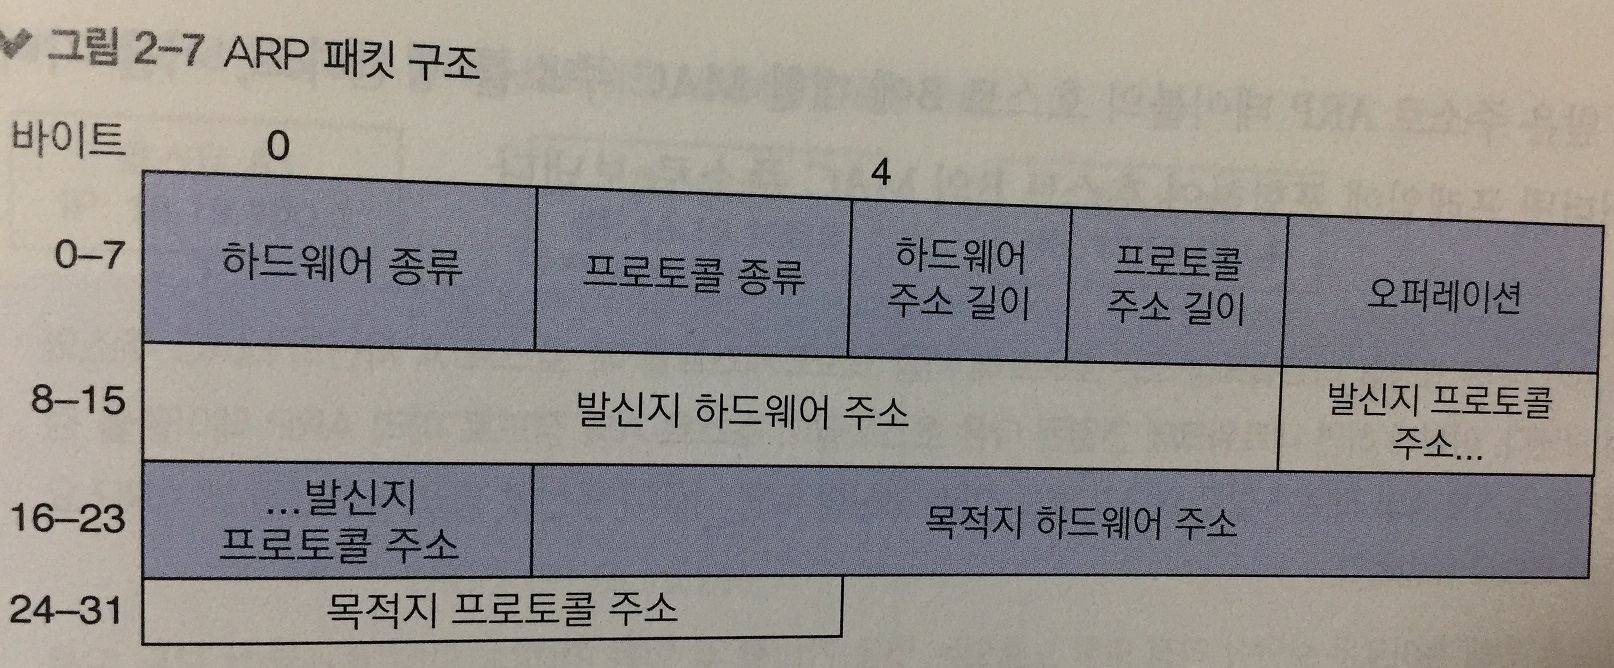 그림 2-7 ARP 패킷 구조
바이트 0 4
0-7 하드웨어 종류 프로토콜 종류 하드웨어 주소 길이 프로토콜 주소 길이 오퍼레이션
8-15 발신지 하드웨어 주소 발신지 프로토콜 주소...
16-23 ...발신지 프로토콜 주소 목적지 하드웨어 주소
24-31 목적지 프로토콜 주소